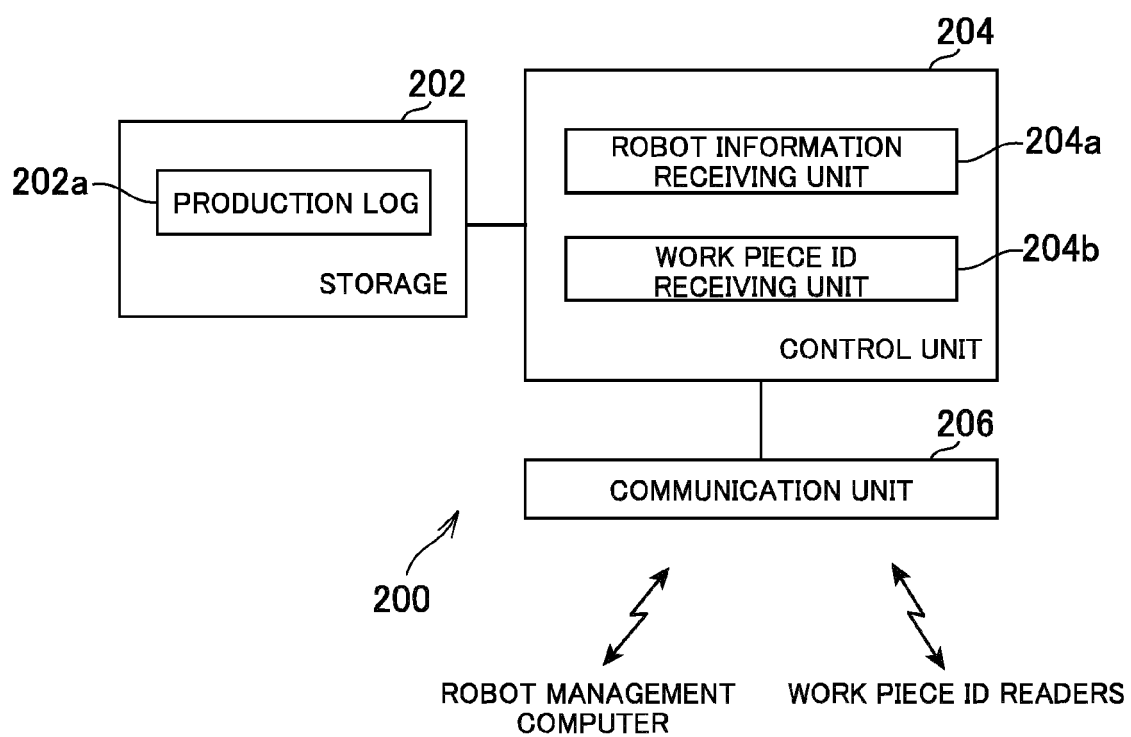 204
202
ROBOT INFORMATION
RECEIVING UNIT
204a
202a
PRODUCTION LOG
WORK PIECE ID
RECEIVING UNIT
204b
STORAGE
CONTROL UNIT
206
COMMUNICATION UNIT
200
ROBOT MANAGEMENT
COMPUTER
WORK PIECE ID READERS